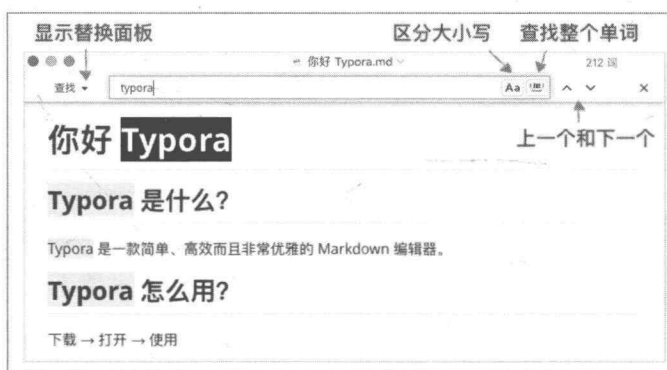 显示替换面板 区分大小写 查找整个单词
你好 Typora.md 212 词
查找 typora Aa
上一个和下一个
你好 Typora
Typora 是什么?
Typora 是一款简单、高效而且非常优雅的 Markdown 编辑器。
Typora 怎么用?
下载 → 打开 → 使用